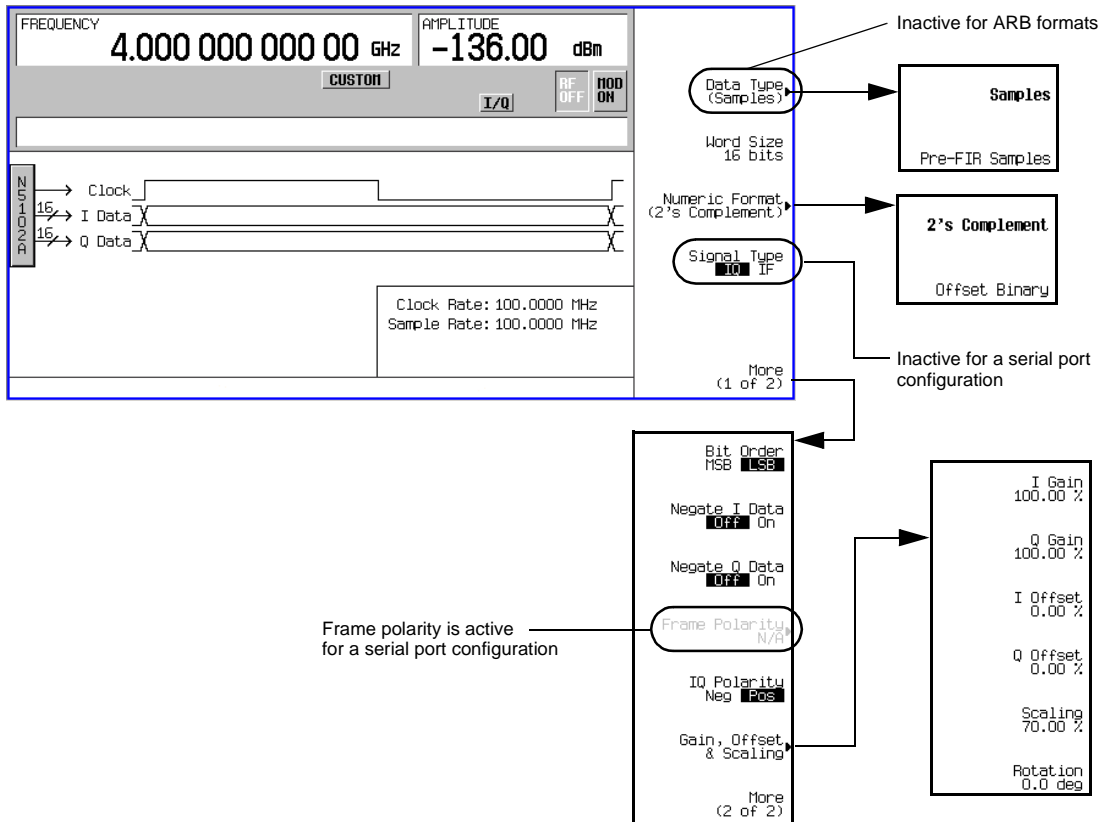 FREQUENCY
4.000 000 000 00 GHz
AMPLITUDE
-136.00 dBm
CUSTOM
I/Q
RF OFF
MOD ON
N5102A
Clock
16
I Data
16
Q Data
Clock Rate: 100.0000 MHz
Sample Rate: 100.0000 MHz
Data Type
(Samples)
Word Size
16 bits
Numeric Format
(2's Complement)
Signal Type
IQ IF
More
(1 of 2)
Inactive for ARB formats
Samples
Pre-FIR Samples
2's Complement
Offset Binary
Inactive for a serial port
configuration
Bit Order
MSB LSB
Negate I Data
Off On
Negate Q Data
Off On
Frame Polarity
N/A
IQ Polarity
Neg Pos
Gain, Offset
& Scaling
More
(2 of 2)
Frame polarity is active
for a serial port configuration
I Gain
100.00 %
Q Gain
100.00 %
I Offset
0.00 %
Q Offset
0.00 %
Scaling
70.00 %
Rotation
0.0 deg